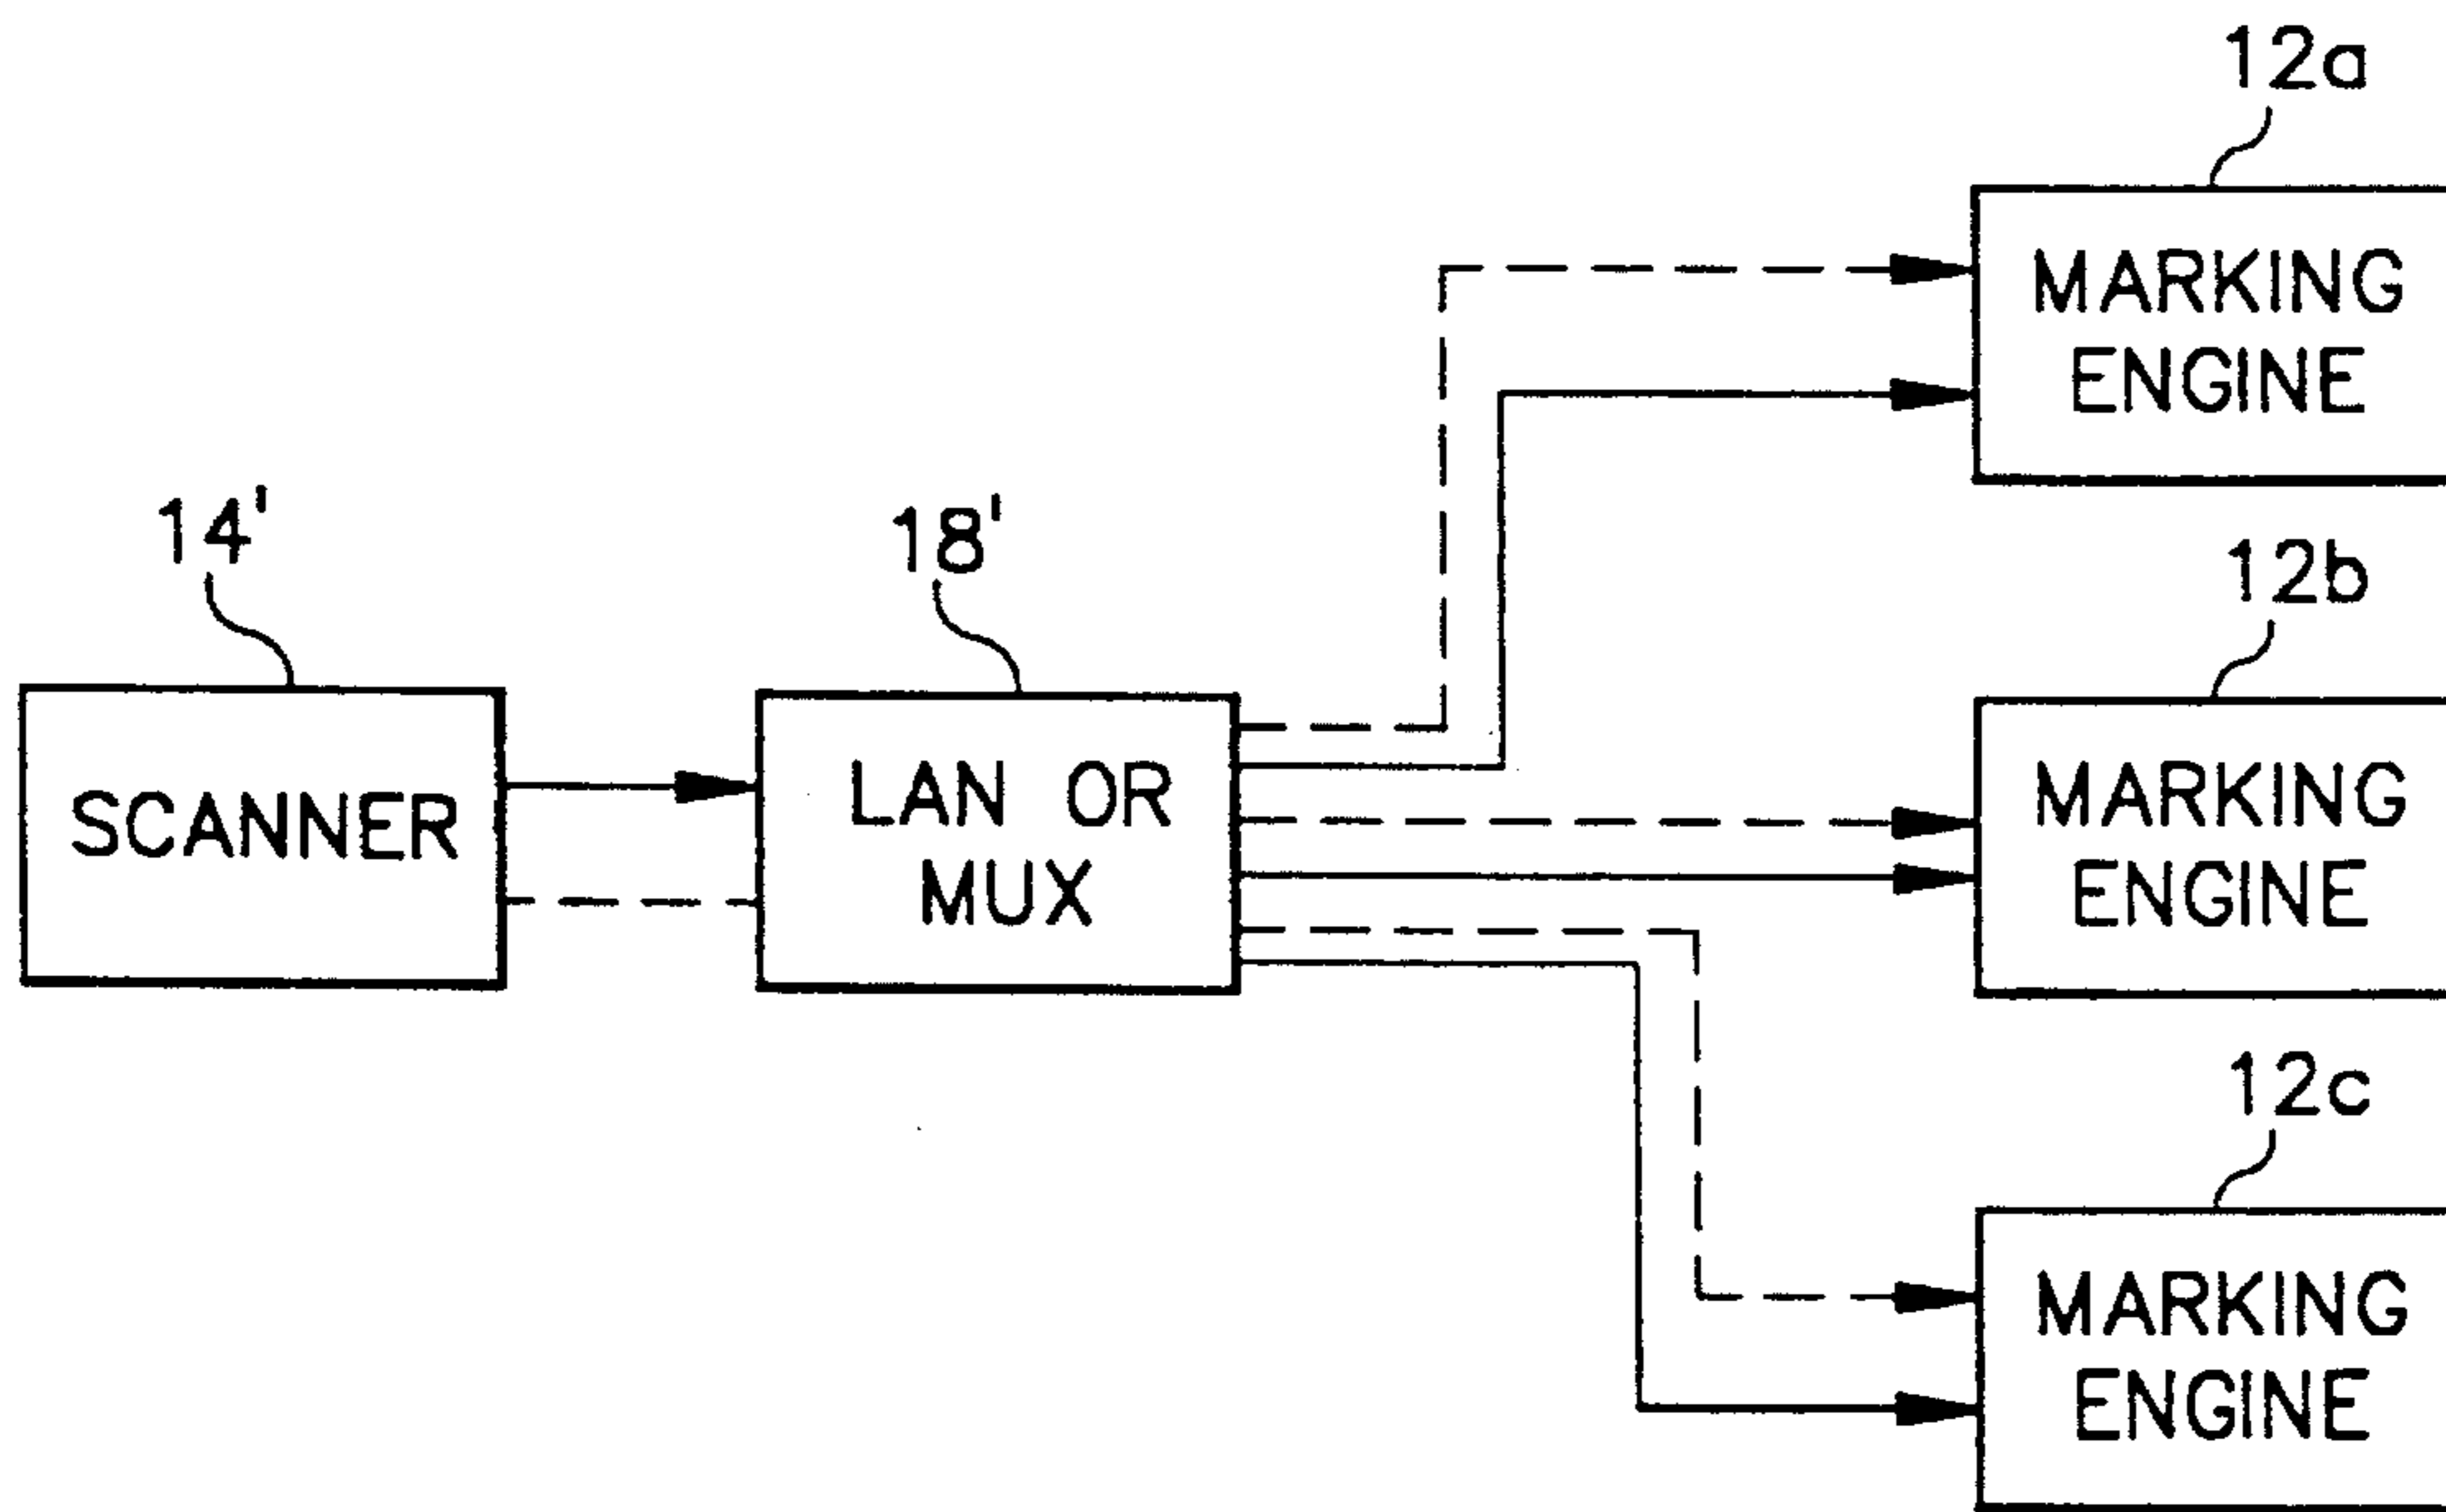 12a
MARKING
ENGINE
14'
18'
12b
SCANNER
LAN OR
MUX
MARKING
ENGINE
12c
MARKING
ENGINE